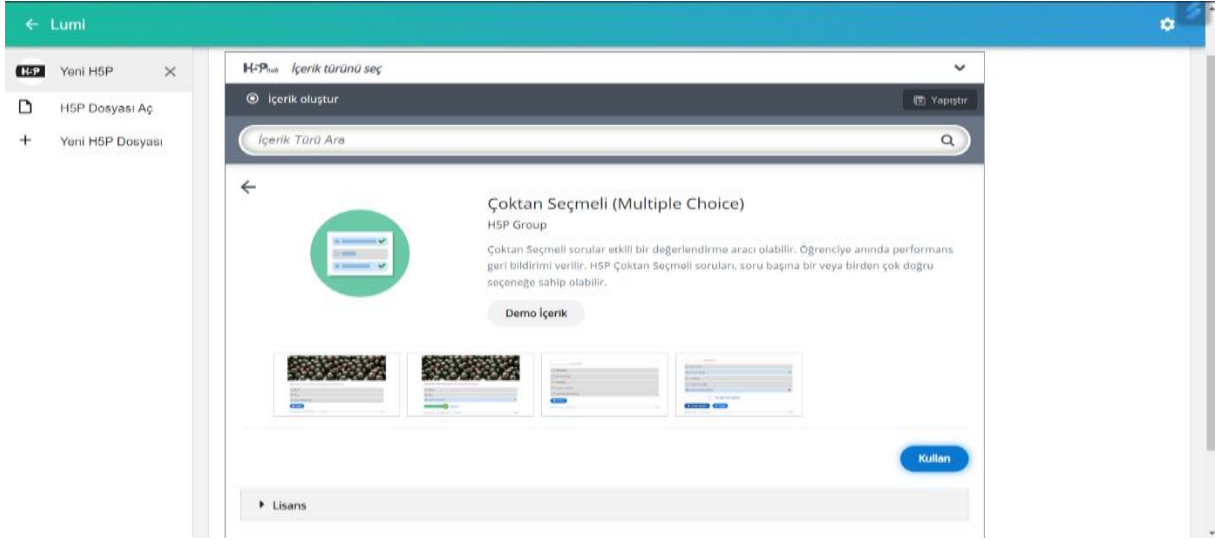 Lumi
H5P Yeni H5P
H5P Dosyası Aç
Yeni H5P Dosyası
H5Phub İçerik türünü seç
İçerik oluştur
Yapıştır
İçerik Türü Ara
Çoktan Seçmeli (Multiple Choice)
H5P Group
Çoktan Seçmeli sorular etkili bir değerlendirme aracı olabilir. Öğrenciye anında performans
geri bildirimi verilir. H5P Çoktan Seçmeli soruları, soru başına bir veya birden çok doğru
seçeneğe sahip olabilir.
Demo İçerik
Kullan
Lisans